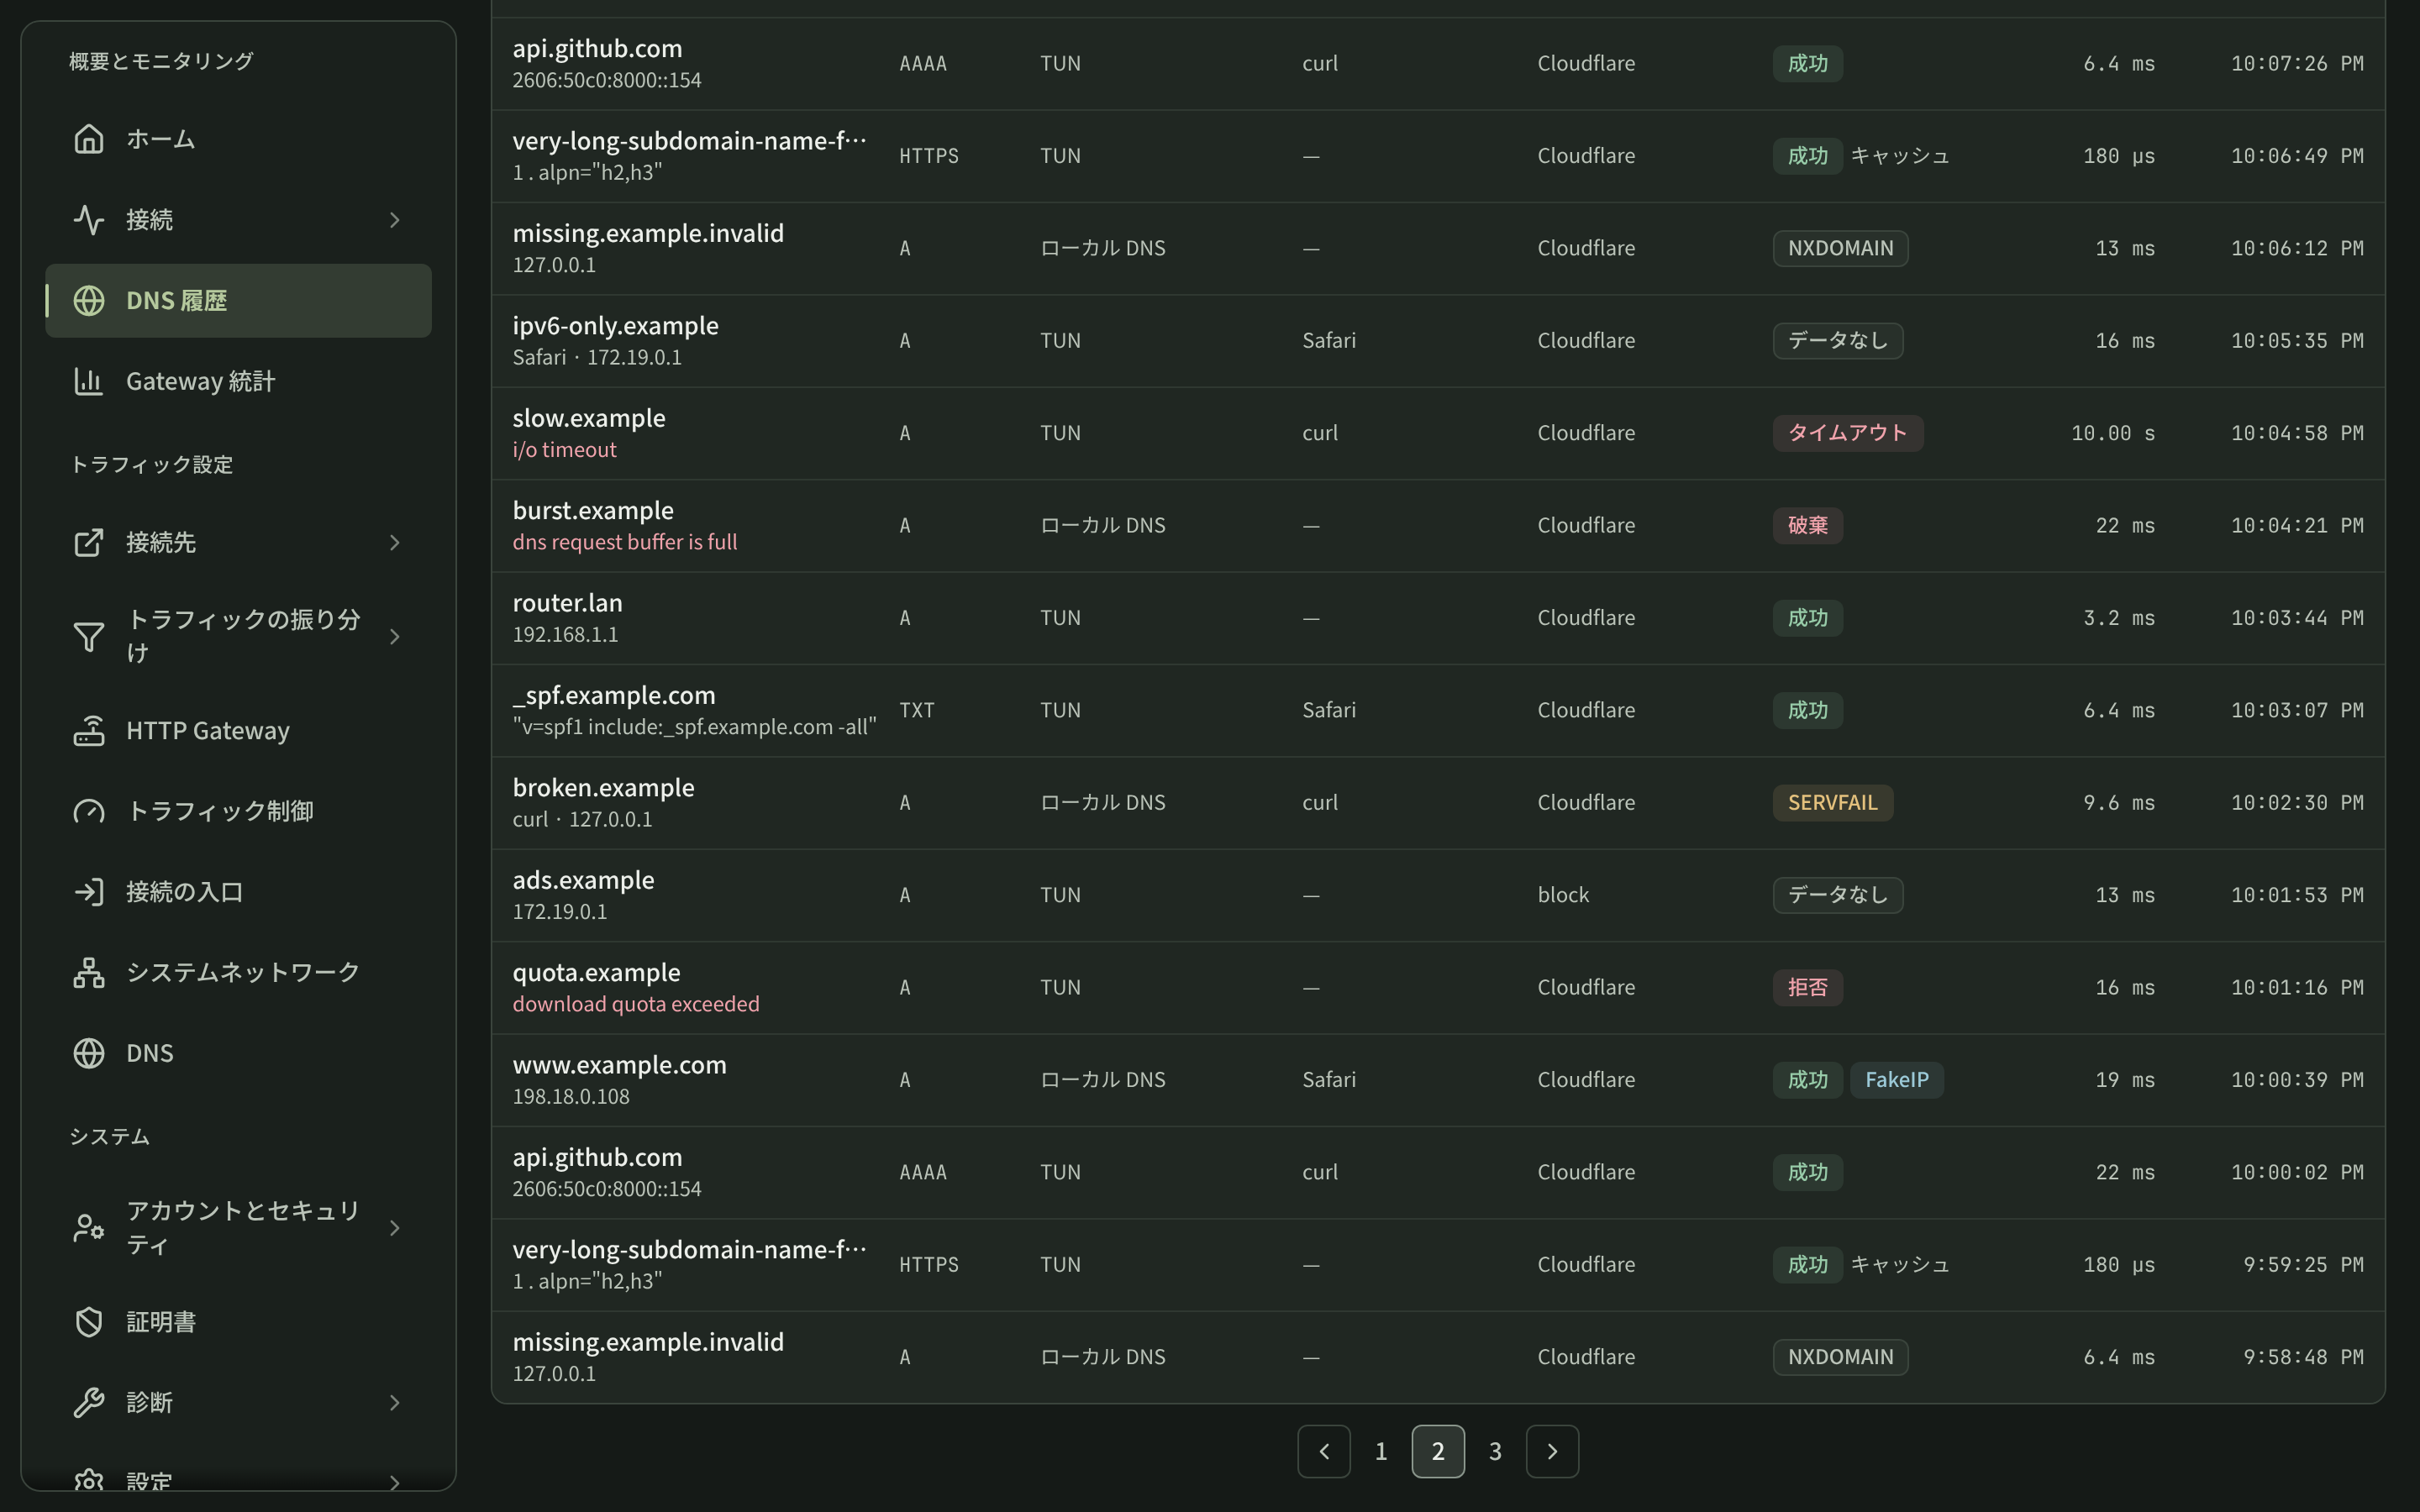 概要とモニタリング
ホーム
接続
DNS 履歴
Gateway 統計
トラフィック設定
接続先
トラフィックの振り分
け
HTTP Gateway
トラフィック制御
接続の入口
システムネットワーク
DNS
システム
アカウントとセキュリ
ティ
証明書
診断
設定
api.github.com AAAA TUN curl Cloudflare 成功 6.4 ms 10:07:26 PM
2606:50c0:8000::154
very-long-subdomain-name-f… HTTPS TUN — Cloudflare 成功 キャッシュ 180 µs 10:06:49 PM
1 . alpn="h2,h3"
missing.example.invalid A ローカル DNS — Cloudflare NXDOMAIN 13 ms 10:06:12 PM
127.0.0.1
ipv6-only.example A TUN Safari Cloudflare データなし 16 ms 10:05:35 PM
Safari · 172.19.0.1
slow.example A TUN curl Cloudflare タイムアウト 10.00 s 10:04:58 PM
i/o timeout
burst.example A ローカル DNS — Cloudflare 破棄 22 ms 10:04:21 PM
dns request buffer is full
router.lan A TUN — Cloudflare 成功 3.2 ms 10:03:44 PM
192.168.1.1
_spf.example.com TXT TUN Safari Cloudflare 成功 6.4 ms 10:03:07 PM
"v=spf1 include:_spf.example.com -all"
broken.example A ローカル DNS curl Cloudflare SERVFAIL 9.6 ms 10:02:30 PM
curl · 127.0.0.1
ads.example A TUN — block データなし 13 ms 10:01:53 PM
172.19.0.1
quota.example A TUN — Cloudflare 拒否 16 ms 10:01:16 PM
download quota exceeded
www.example.com A ローカル DNS Safari Cloudflare 成功 FakeIP 19 ms 10:00:39 PM
198.18.0.108
api.github.com AAAA TUN curl Cloudflare 成功 22 ms 10:00:02 PM
2606:50c0:8000::154
very-long-subdomain-name-f… HTTPS TUN — Cloudflare 成功 キャッシュ 180 µs 9:59:25 PM
1 . alpn="h2,h3"
missing.example.invalid A ローカル DNS — Cloudflare NXDOMAIN 6.4 ms 9:58:48 PM
127.0.0.1
1 2 3